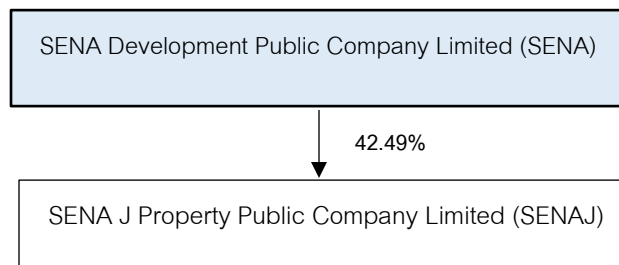 SENA Development Public Company Limited (SENA)
42.49%
SENA J Property Public Company Limited (SENAJ)